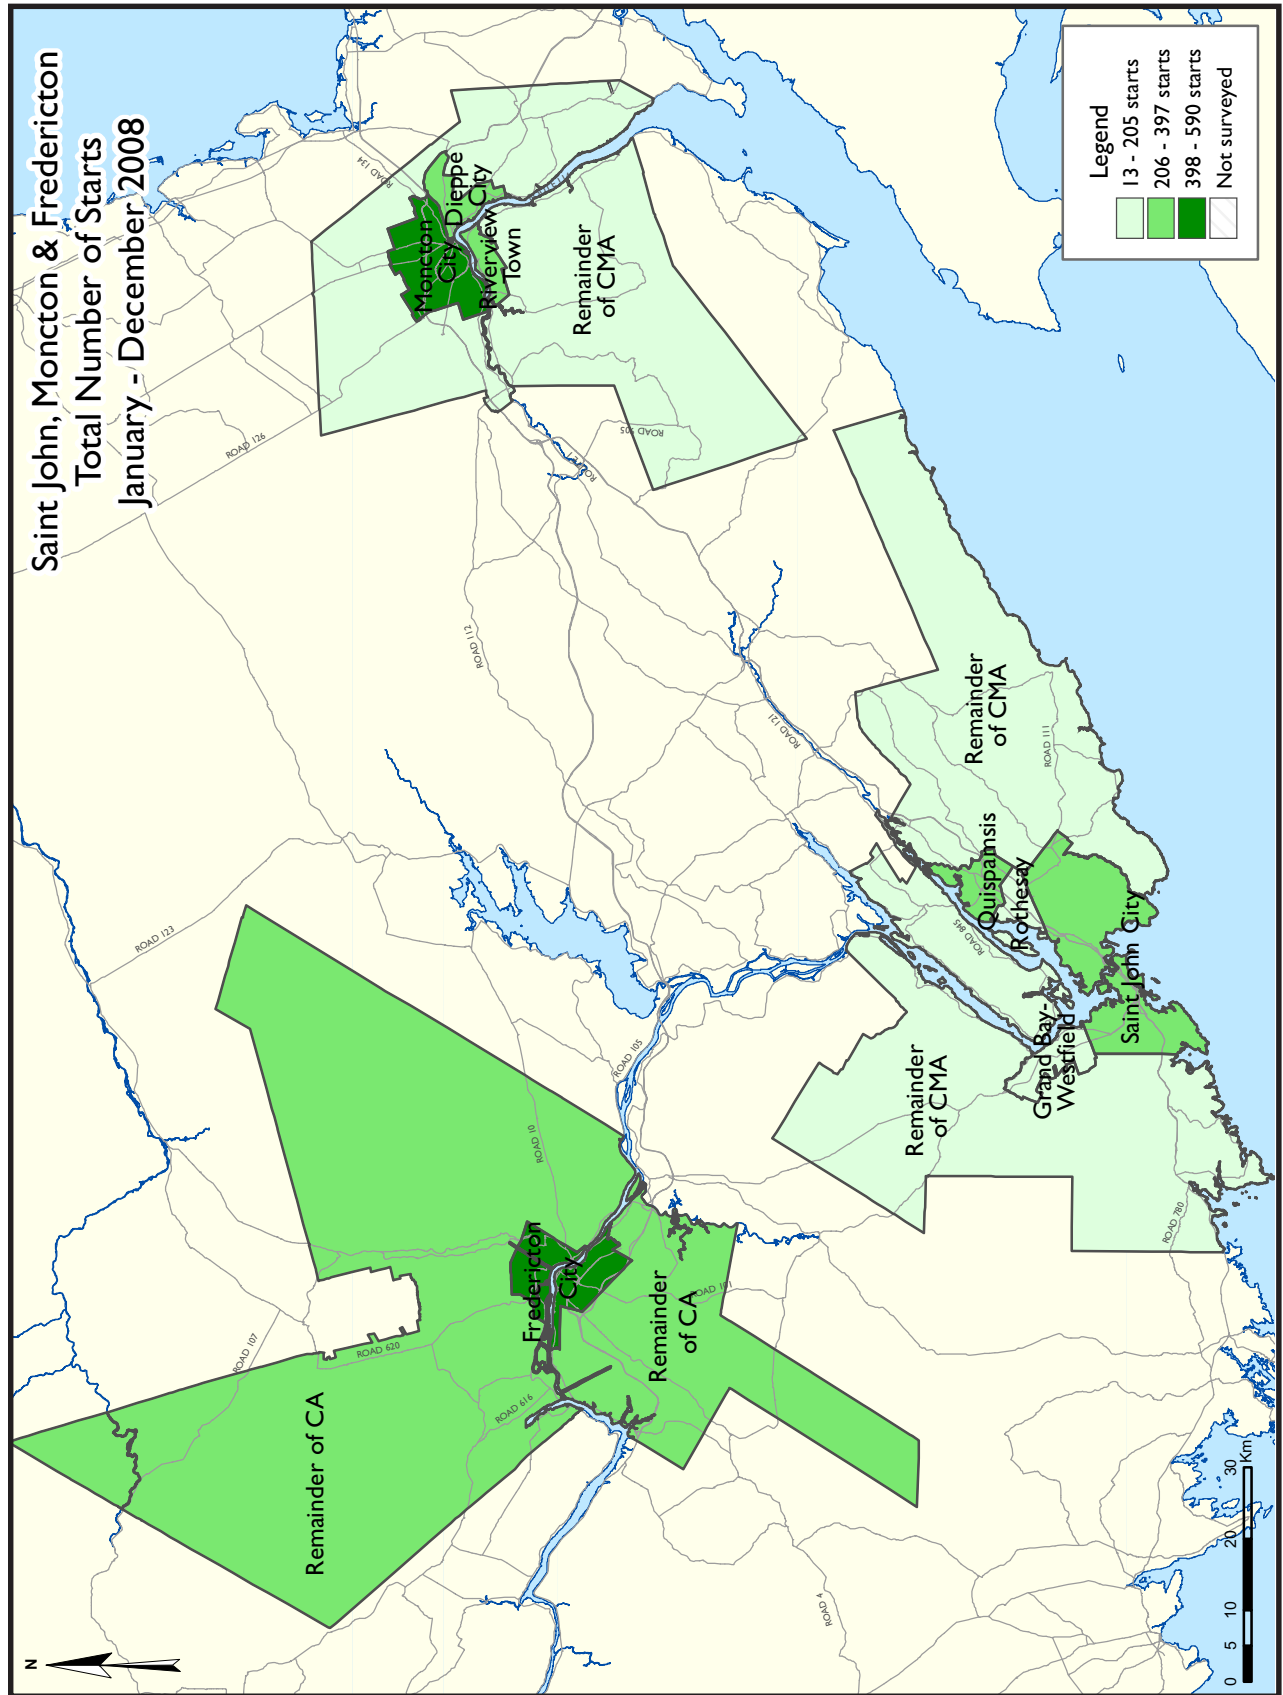 Saint John, Moncton & Fredericton
Total Number of Starts
January - December 2008
N
ROAD 134
ROAD 126
ROAD 123
ROAD 107
ROAD 620
ROAD 616
ROAD 10
ROAD 105
ROAD 112
ROAD 905
ROUTE 1
ROAD 121
ROAD 845
ROAD 111
ROAD 101
ROAD 780
ROAD 4
Remainder of CA
Fredericton
City
Remainder
of CA
Moncton
City
Dieppe
City
Riverview
Town
Remainder
of CMA
Remainder
of CMA
Quispamsis
Rothesay
Saint John City
Grand Bay-
Westfield
Remainder
of CMA
Legend
13 - 205 starts
206 - 397 starts
398 - 590 starts
Not surveyed
0 5 10 20 30
Km